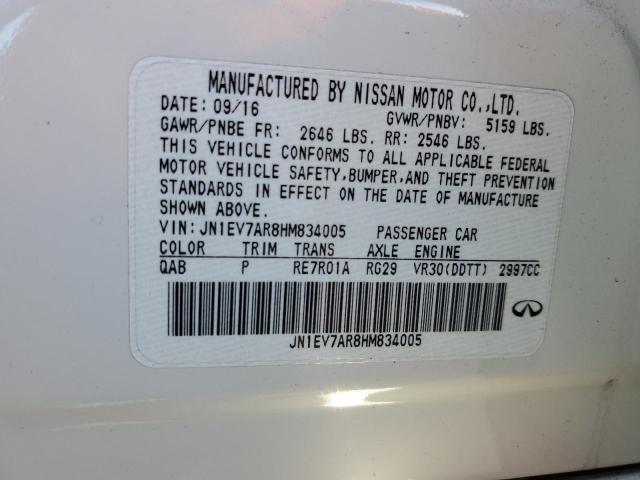 MANUFACTURED BY NISSAN MOTOR CO.,LTD.
DATE: 09/16 GVWR/PNBV: 5159 LBS.
GAWR/PNBE FR: 2646 LBS. RR: 2546 LBS.
THIS VEHICLE CONFORMS TO ALL APPLICABLE FEDERAL
MOTOR VEHICLE SAFETY,BUMPER,AND THEFT PREVENTION
STANDARDS IN EFFECT ON THE DATE OF MANUFACTURE
SHOWN ABOVE.
VIN: JN1EV7AR8HM834005 PASSENGER CAR
COLOR TRIM TRANS AXLE ENGINE
QAB P RE7R01A RG29 VR30(DDTT) 2997CC
JN1EV7AR8HM834005